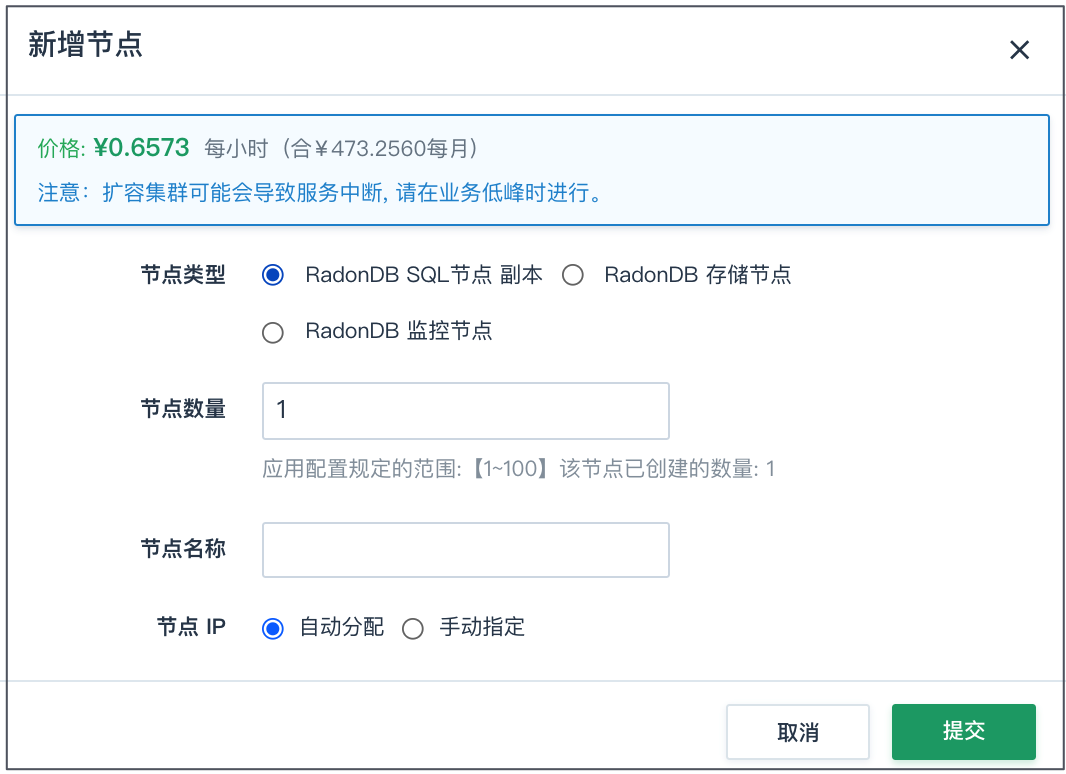 新增节点
价格: ¥0.6573 每小时（合￥473.2560每月）
注意：扩容集群可能会导致服务中断, 请在业务低峰时进行。
节点类型 RadonDB SQL节点 副本 RadonDB 存储节点
RadonDB 监控节点
节点数量 1
应用配置规定的范围:【1~100】该节点已创建的数量: 1
节点名称
节点 IP 自动分配 手动指定
取消 提交